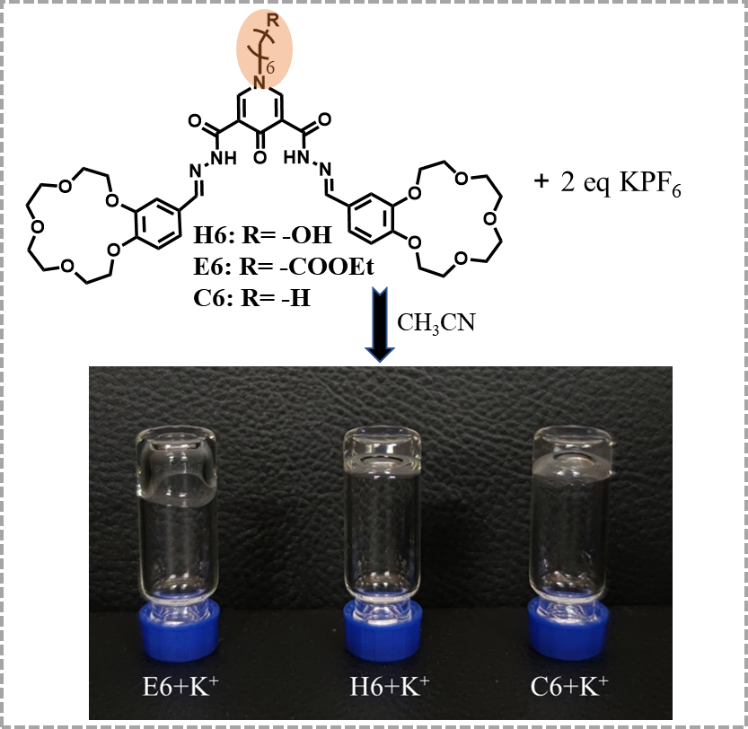 R
6
N
O
O
O
N
NH
HN
N
O
O
O
O
O
O
O
O
O
O
+ 2 eq KPF₆
H6: R= -OH
E6: R= -COOEt
C6: R= -H
CH₃CN
E6+K⁺
H6+K⁺
C6+K⁺